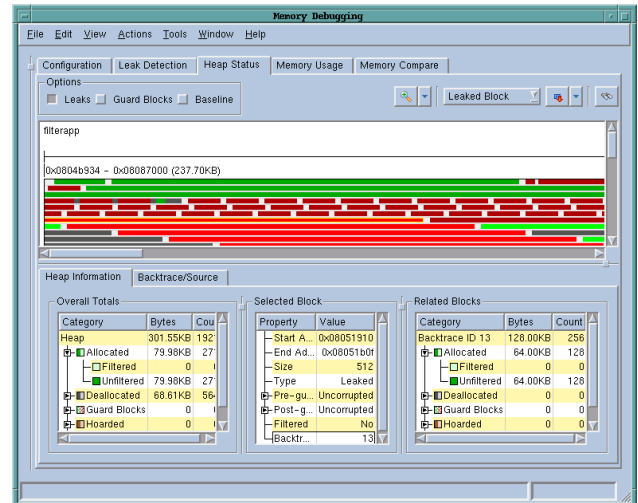 Memory Debugging
File Edit View Actions Tools Window Help
Configuration Leak Detection Heap Status Memory Usage Memory Compare
Options
Leaks Guard Blocks Baseline
Leaked Block
filterapp
0x0804b934 - 0x08087000 (237.70KB)
Heap Information Backtrace/Source
Overall Totals
Category Bytes Cou
Heap 301.55KB 192
Allocated 79.98KB 27
Filtered 0
Unfiltered 79.98KB 27
Deallocated 68.61KB 56
Guard Blocks 0
Hoarded 0
Selected Block
Property Value
Start A... 0x08051910
End Ad... 0x08051b0f
Size 512
Type Leaked
Pre-gu... Uncorrupted
Post-g... Uncorrupted
Filtered No
Backtr... 13
Related Blocks
Category Bytes Count
Backtrace ID 13 128.00KB 256
Allocated 64.00KB 128
Filtered 0 0
Unfiltered 64.00KB 128
Deallocated 0 0
Guard Blocks 0 0
Hoarded 0 0